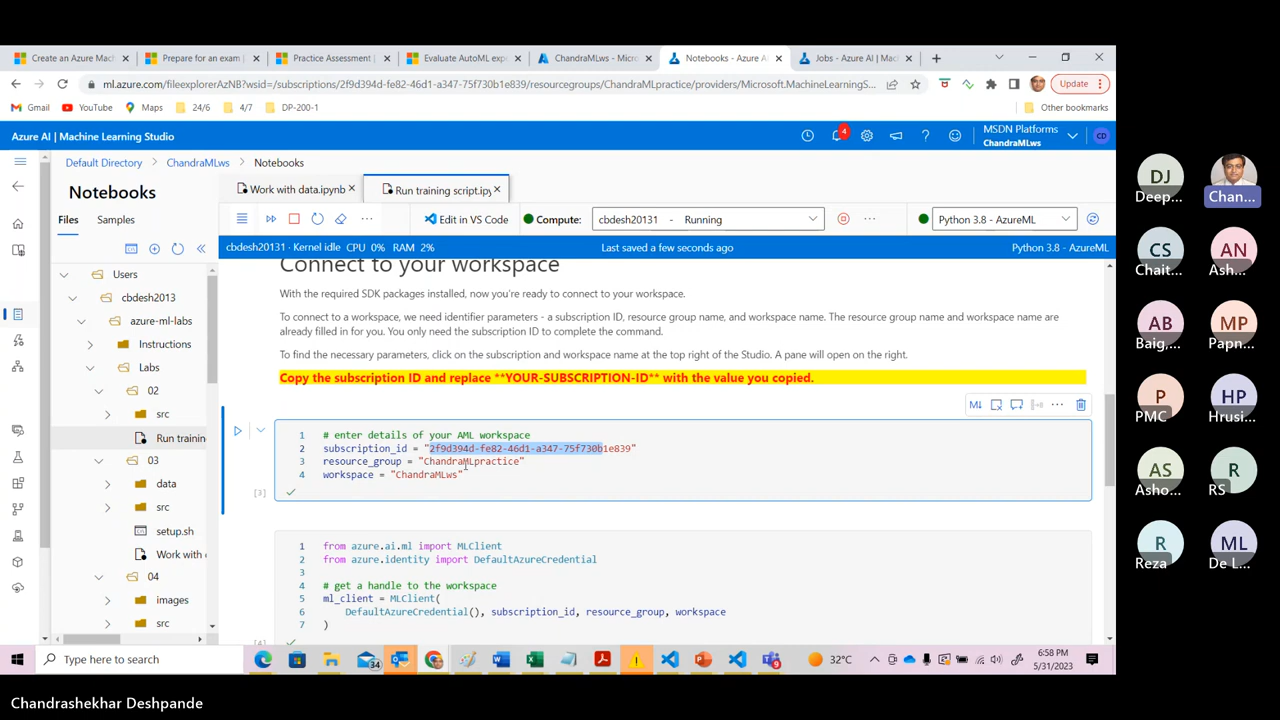 Create an Azure Mach
Prepare for an exam |
Practice Assessment |
Evaluate AutoML exp
ChandraMLws - Micros
Notebooks - Azure AI
Jobs - Azure AI | Mac
ml.azure.com/fileexplorerAzNB?wsid=/subscriptions/2f9d394d-fe82-46d1-a347-75f730b1e839/resourcegroups/ChandraMLpractice/providers/Microsoft.MachineLearningS...
Update
Gmail
YouTube
Maps
24/6
4/7
DP-200-1
Other bookmarks
Azure AI | Machine Learning Studio
4
MSDN Platforms
ChandraMLws
CD
Default Directory
ChandraMLws
Notebooks
Notebooks
Work with data.ipynb
Run training script.ipy
Files
Samples
Edit in VS Code
Compute:
cbdesh20131 - Running
Python 3.8 - AzureML
cbdesh20131 · Kernel idle CPU 0% RAM 2%
Last saved a few seconds ago
Python 3.8 - AzureML
Users
cbdesh2013
azure-ml-labs
Instructions
Labs
02
src
Run trainin
03
data
src
setup.sh
Work with
04
images
src
Connect to your workspace
With the required SDK packages installed, now you're ready to connect to your workspace.
To connect to a workspace, we need identifier parameters - a subscription ID, resource group name, and workspace name. The resource group name and workspace name are
already filled in for you. You only need the subscription ID to complete the command.
To find the necessary parameters, click on the subscription and workspace name at the top right of the Studio. A pane will open on the right.
Copy the subscription ID and replace **YOUR-SUBSCRIPTION-ID** with the value you copied.
M↓
1 # enter details of your AML workspace
2 subscription_id = "2f9d394d-fe82-46d1-a347-75f730b1e839"
3 resource_group = "ChandraMLpractice"
4 workspace = "ChandraMLws"
[3]
1 from azure.ai.ml import MLClient
2 from azure.identity import DefaultAzureCredential
3
4 # get a handle to the workspace
5 ml_client = MLClient(
6 DefaultAzureCredential(), subscription_id, resource_group, workspace
7 )
[4]
Type here to search
34
9
32°C
6:58 PM
5/31/2023
DJ
Deep...
Chan...
CS
Chait...
AN
Ash...
AB
Baig,...
MP
Papn...
P
PMC
HP
Hrusi...
AS
Asho...
R
RS
R
Reza
ML
De L...
Chandrashekhar Deshpande